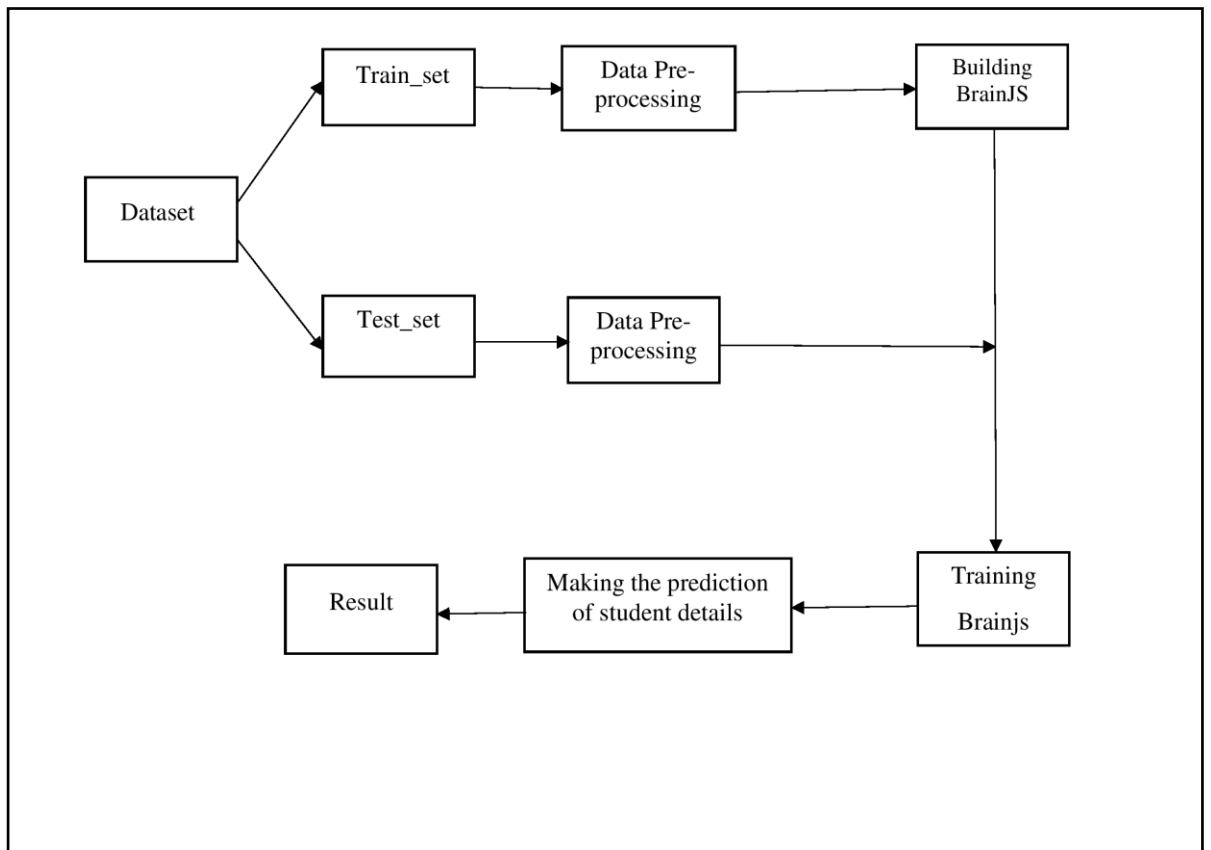 Train_set
Data Pre-
processing
Building
BrainJS
Dataset
Test_set
Data Pre-
processing
Result
Making the prediction
of student details
Training
Brainjs